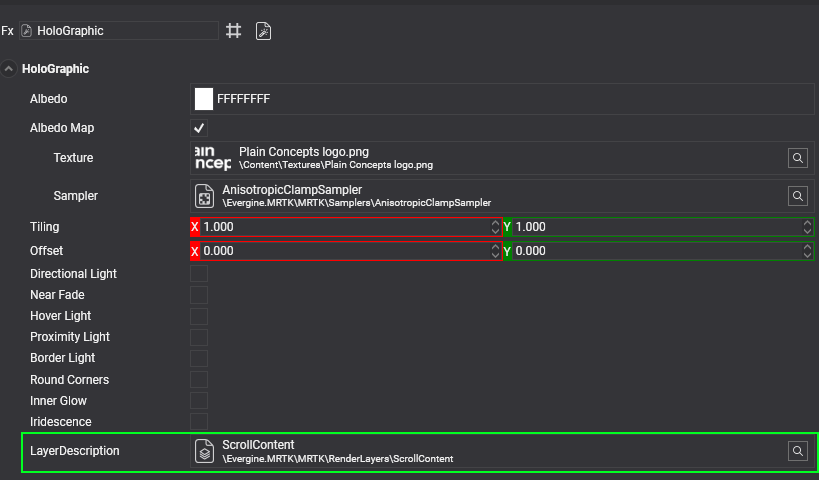 Fx HoloGraphic
HoloGraphic
Albedo FFFFFFFF
Albedo Map
Texture Plain Concepts logo.png
\Content\Textures\Plain Concepts logo.png
Sampler AnisotropicClampSampler
\Evergine.MRTK\MRTK\Samplers\AnisotropicClampSampler
Tiling X 1.000 Y 1.000
Offset X 0.000 Y 0.000
Directional Light
Near Fade
Hover Light
Proximity Light
Border Light
Round Corners
Inner Glow
Iridescence
LayerDescription ScrollContent
\Evergine.MRTK\MRTK\RenderLayers\ScrollContent